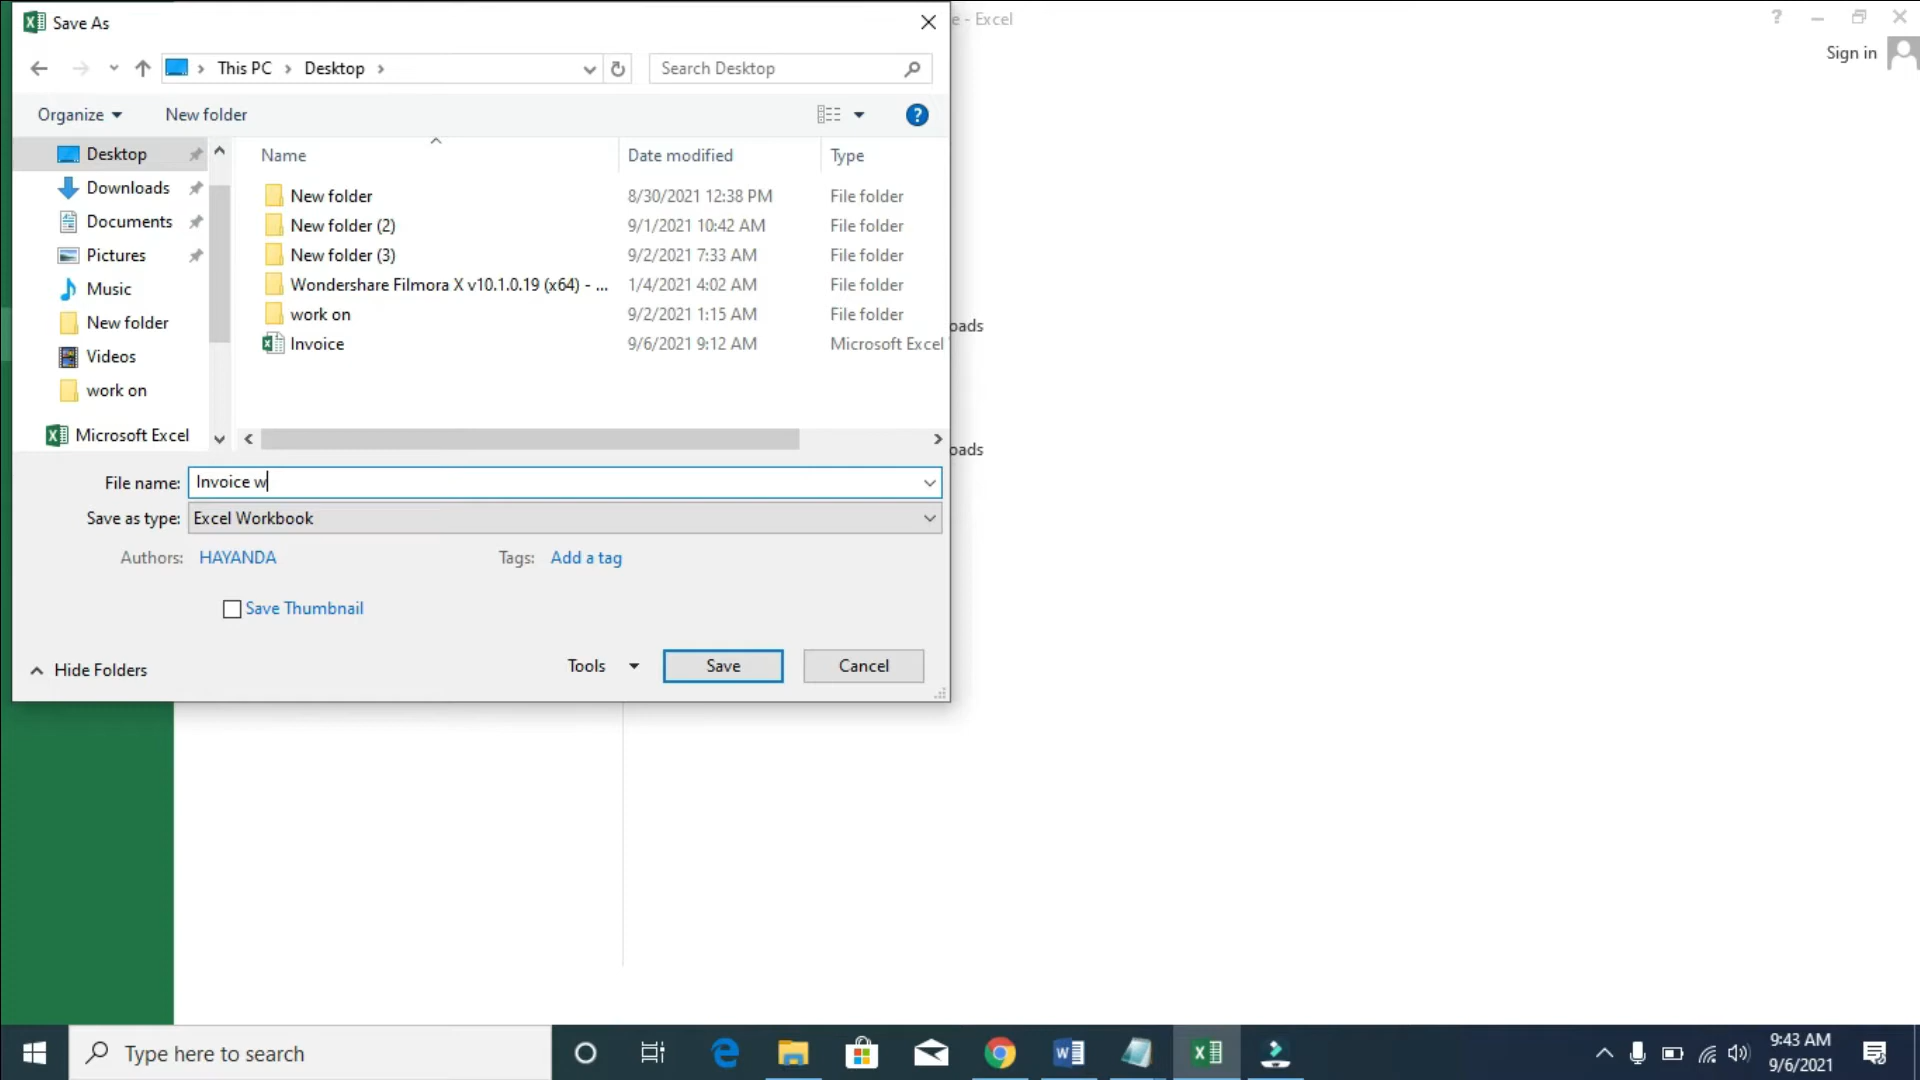 Save As
e - Excel
?
Sign in
This PC > Desktop >
Search Desktop
Organize
New folder
?
Desktop
Downloads
Documents
Pictures
Music
New folder
Videos
work on
Microsoft Excel
Name Date modified Type
New folder 8/30/2021 12:38 PM File folder
New folder (2) 9/1/2021 10:42 AM File folder
New folder (3) 9/2/2021 7:33 AM File folder
Wondershare Filmora X v10.1.0.19 (x64) - ... 1/4/2021 4:02 AM File folder
work on 9/2/2021 1:15 AM File folder
Invoice 9/6/2021 9:12 AM Microsoft Excel
oads
oads
File name: Invoice w
Save as type: Excel Workbook
Authors: HAYANDA Tags: Add a tag
Save Thumbnail
Hide Folders
Tools Save Cancel
Type here to search
9:43 AM
9/6/2021